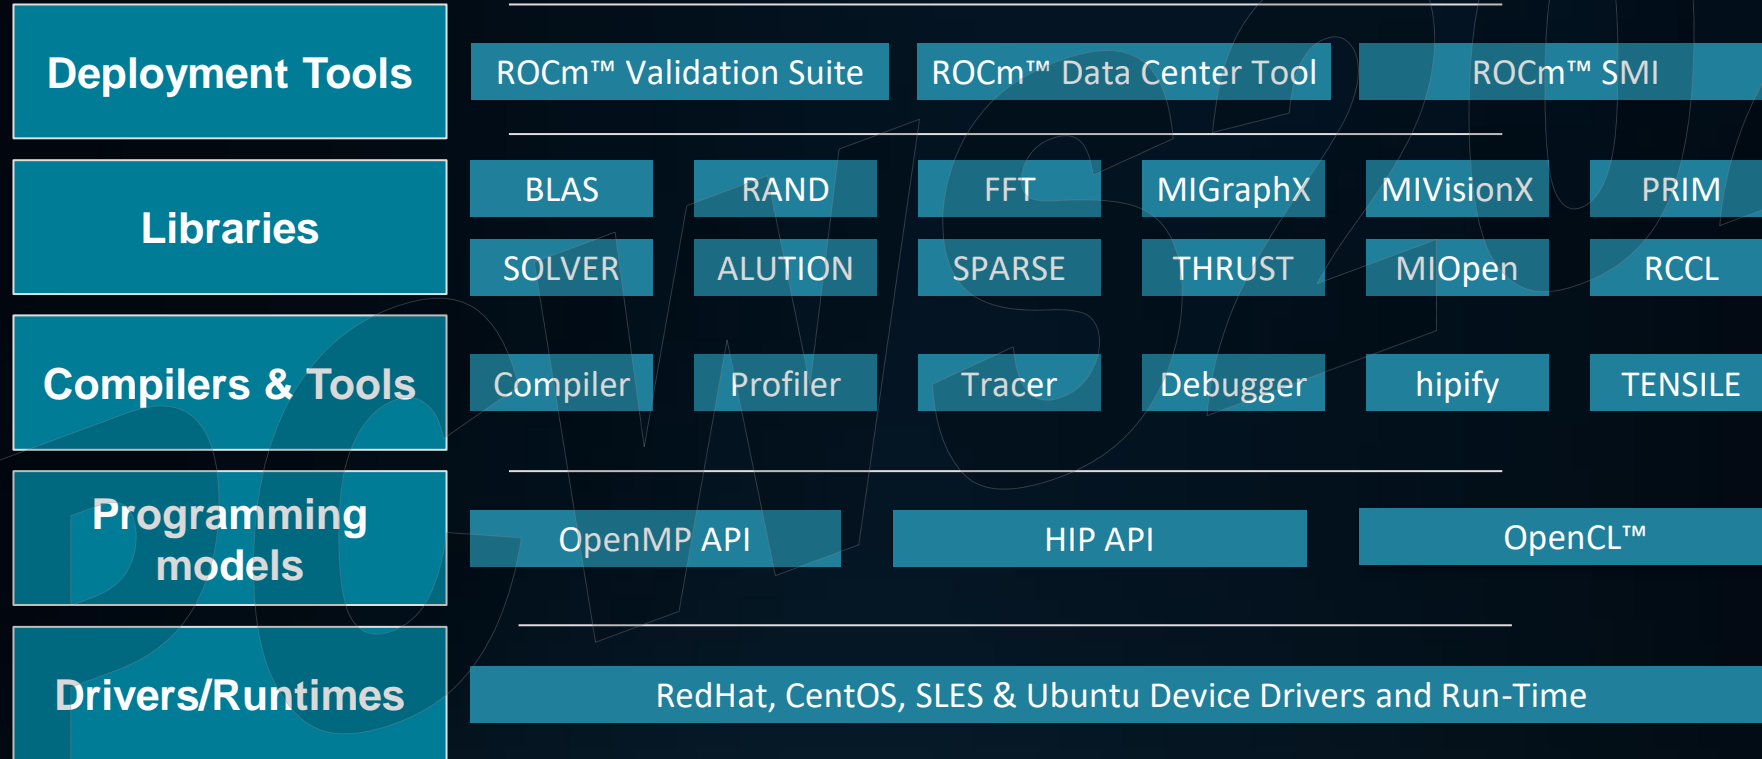 Deployment Tools
ROCm™ Validation Suite
ROCm™ Data Center Tool
ROCm™ SMI
Libraries
BLAS
RAND
FFT
MIGraphX
MIVisionX
PRIM
SOLVER
ALUTION
SPARSE
THRUST
MIOpen
RCCL
Compilers & Tools
Compiler
Profiler
Tracer
Debugger
hipify
TENSILE
Programming
models
OpenMP API
HIP API
OpenCL™
Drivers/Runtimes
RedHat, CentOS, SLES & Ubuntu Device Drivers and Run-Time